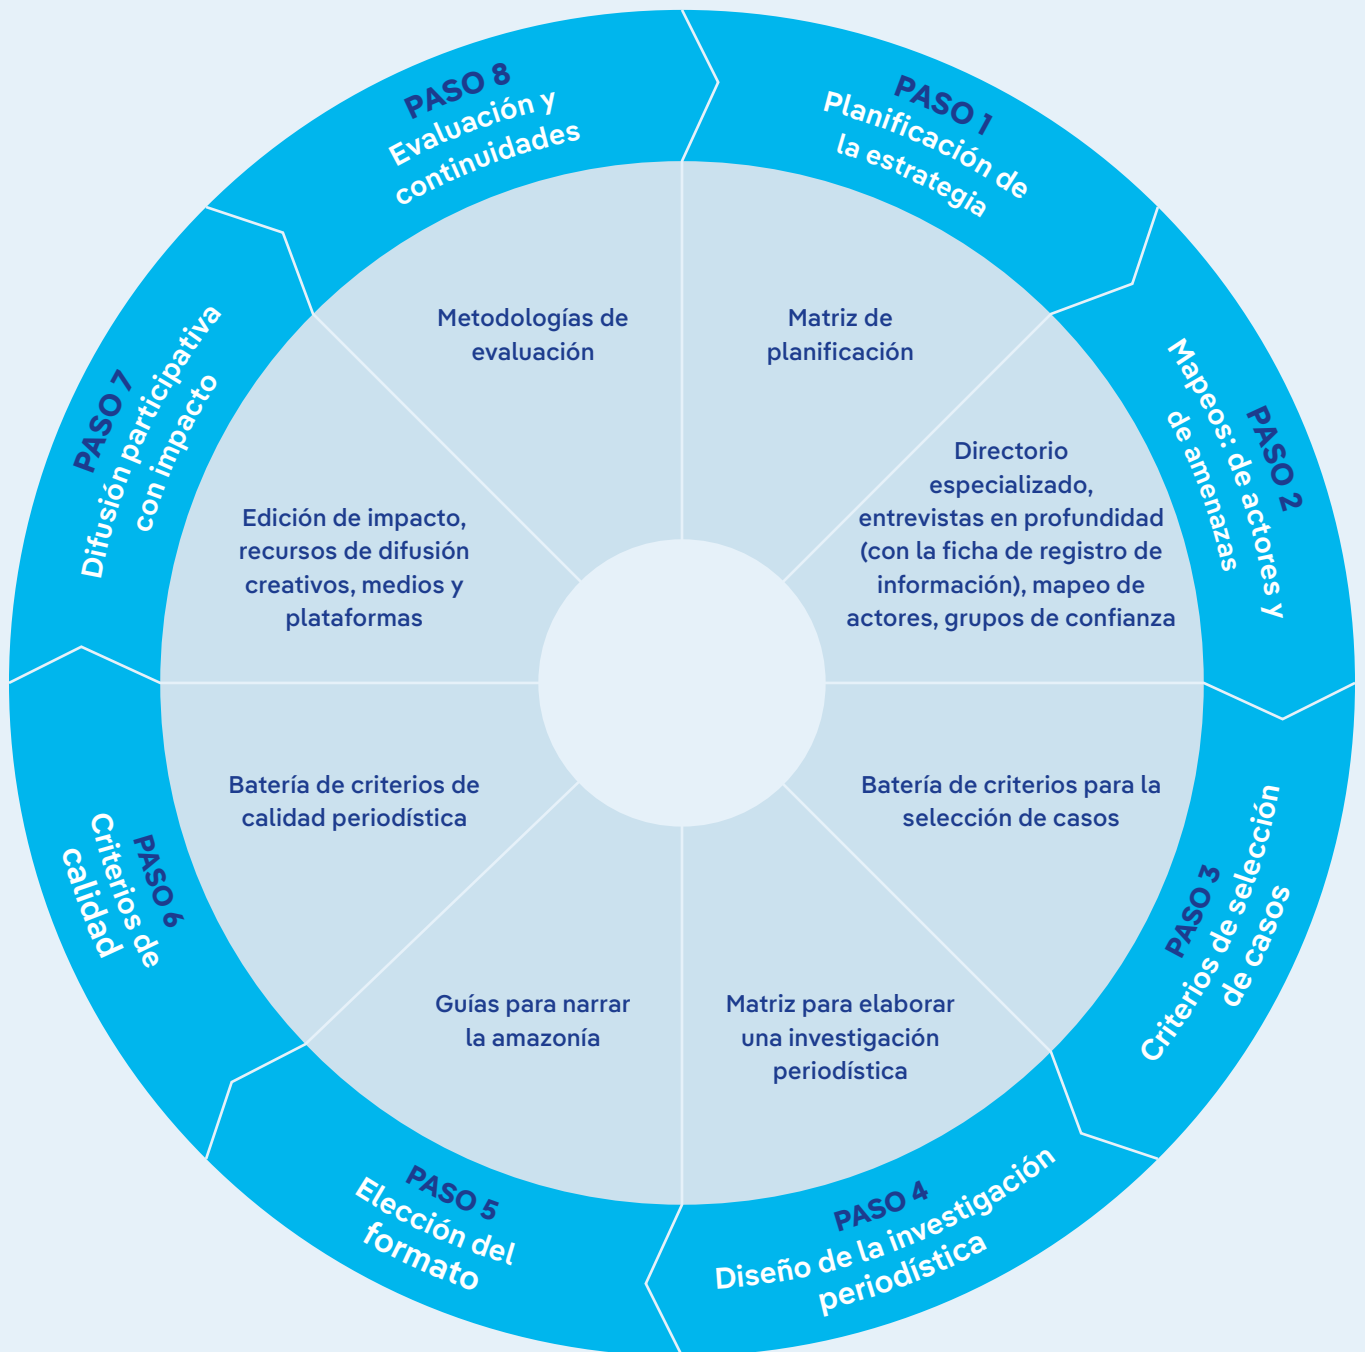 PASO 1
Planificación de
la estrategia
Matriz de
planificación
PASO 2
Mapeos: de actores y
de amenazas
Directorio
especializado,
entrevistas en profundidad
(con la ficha de registro de
información), mapeo de
actores, grupos de confianza
PASO 3
Criterios de selección
de casos
Batería de criterios para la
selección de casos
PASO 4
Diseño de la investigación
periodística
Matriz para elaborar
una investigación
periodística
PASO 5
Elección del
formato
Guías para narrar
la amazonía
PASO 6
Criterios de
calidad
Batería de criterios de
calidad periodística
PASO 7
Difusión participativa
con impacto
Edición de impacto,
recursos de difusión
creativos, medios y
plataformas
PASO 8
Evaluación y
continuidades
Metodologías de
evaluación